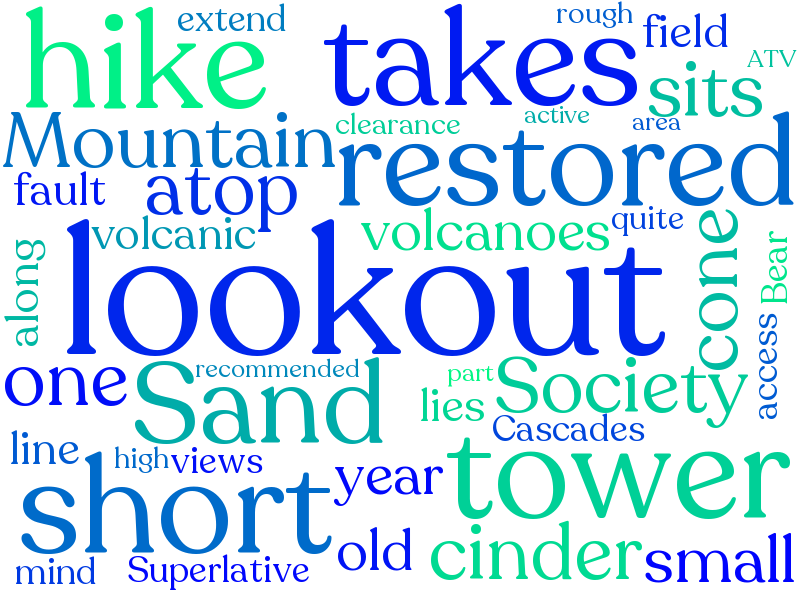 hike extend takes rough field ATV
sits
Mountain clearance active area
restored
fault atop
volcanic volcanoes quite
along lookout cone Bear
access
one Sand recommended part Society
lies
Cascades
line high views
short year tower
old cinder small
mind Superlative